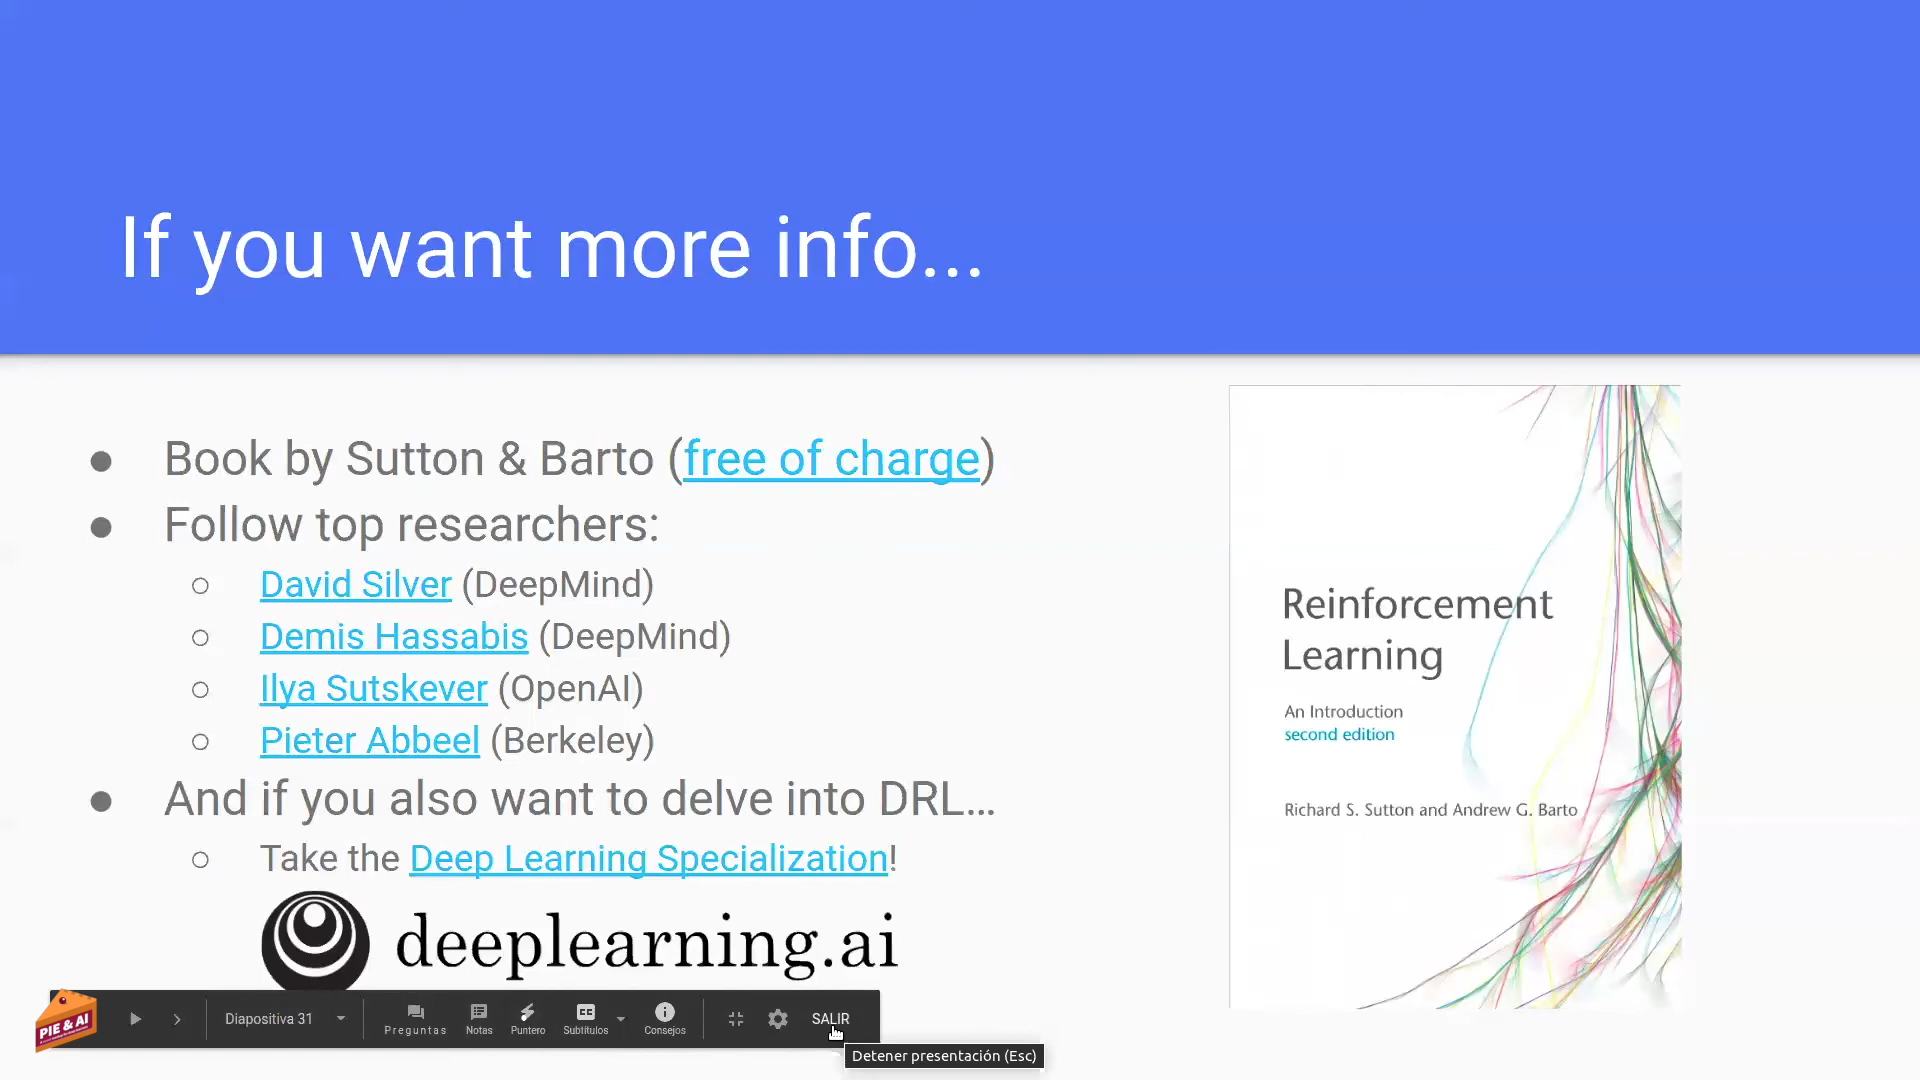 If you want more info...
● Book by Sutton & Barto (free of charge)
● Follow top researchers:
○ David Silver (DeepMind)
○ Demis Hassabis (DeepMind)
○ Ilya Sutskever (OpenAI)
○ Pieter Abbeel (Berkeley)
● And if you also want to delve into DRL...
○ Take the Deep Learning Specialization!
deeplearning.ai
Reinforcement
Learning
An Introduction
second edition
Richard S. Sutton and Andrew G. Barto
PIE & AI
Diapositiva 31
Preguntas
Notas
Puntero
CC
Subtítulos
Consejos
SALIR
Detener presentación (Esc)